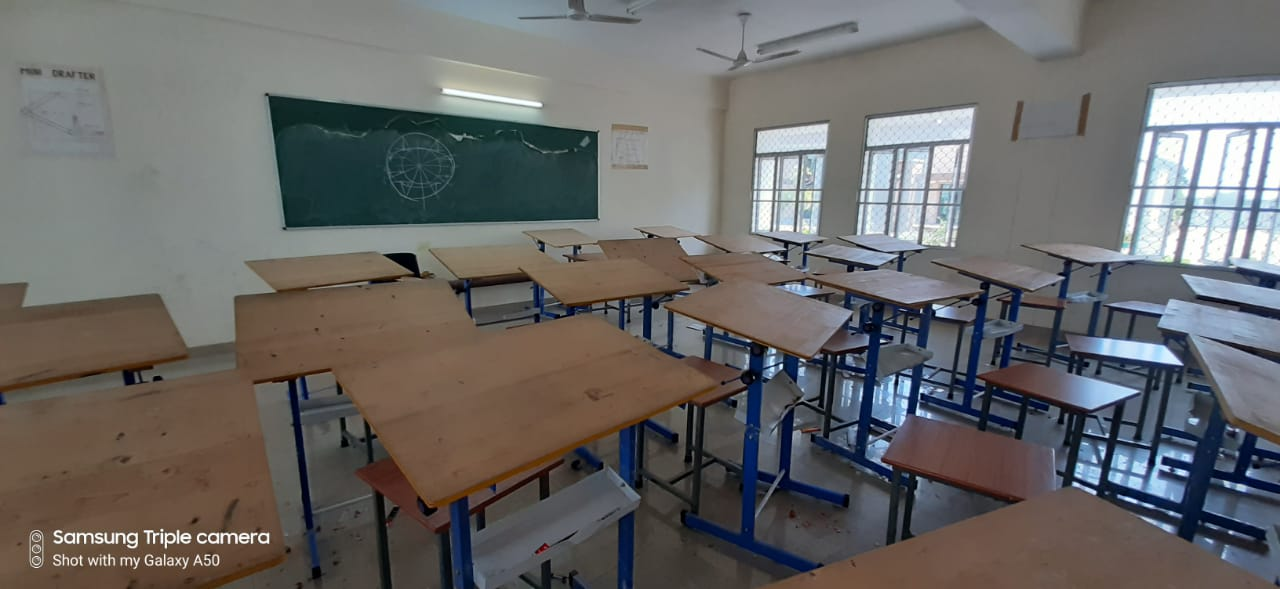 MINI DRAFTER
Samsung Triple camera
Shot with my Galaxy A50